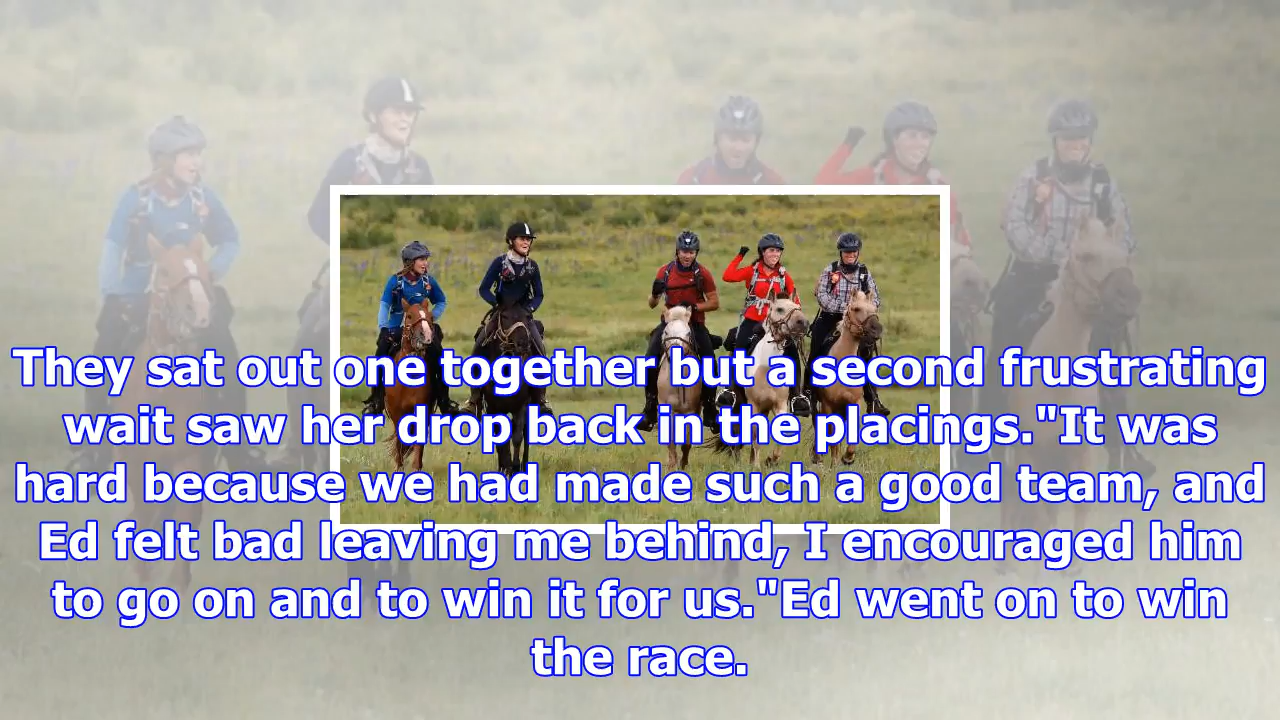 They sat out one together but a second frustrating
wait saw her drop back in the placings."It was
hard because we had made such a good team, and
Ed felt bad leaving me behind, I encouraged him
to go on and to win it for us."Ed went on to win
the race.